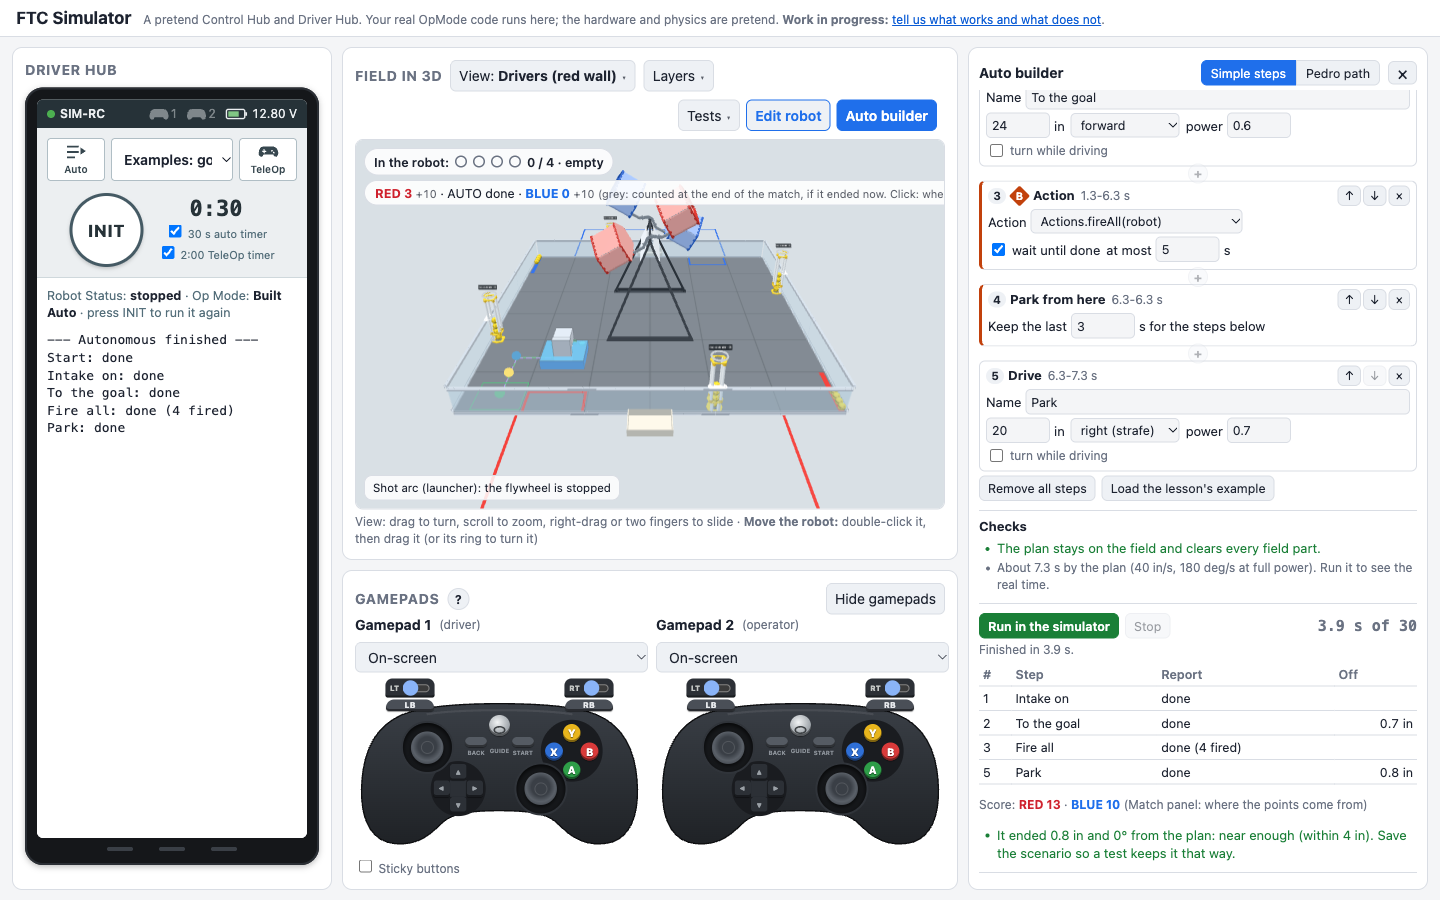 FTC Simulator
A pretend Control Hub and Driver Hub. Your real OpMode code runs here; the hardware and physics are pretend. Work in progress: tell us what works and what does not.
DRIVER HUB
SIM-RC 1 2 12.80 V
Auto
Examples: go
TeleOp
INIT
0:30
30 s auto timer
2:00 TeleOp timer
Robot Status: stopped · Op Mode: Built
Auto · press INIT to run it again
--- Autonomous finished ---
Start: done
Intake on: done
To the goal: done
Fire all: done (4 fired)
Park: done
FIELD IN 3D
View: Drivers (red wall)
Layers
Tests
Edit robot
Auto builder
In the robot: 0 / 4 · empty
RED 3 +10 · AUTO done · BLUE 0 +10 (grey: counted at the end of the match, if it ended now. Click: whe
Shot arc (launcher): the flywheel is stopped
View: drag to turn, scroll to zoom, right-drag or two fingers to slide · Move the robot: double-click it,
then drag it (or its ring to turn it)
GAMEPADS ?
Hide gamepads
Gamepad 1 (driver)
On-screen
LT RT
LB RB
BACK GUIDE START
Y
X B
A
Gamepad 2 (operator)
On-screen
LT RT
LB RB
BACK GUIDE START
Y
X B
A
Sticky buttons
Auto builder
Simple steps
Pedro path
×
Name To the goal
24 in forward power 0.6
turn while driving
+
3 B Action 1.3-6.3 s ↑ ↓ ×
Action Actions.fireAll(robot)
wait until done at most 5 s
+
4 Park from here 6.3-6.3 s ↑ ↓ ×
Keep the last 3 s for the steps below
+
5 Drive 6.3-7.3 s ↑ ↓ ×
Name Park
20 in right (strafe) power 0.7
turn while driving
Remove all steps
Load the lesson's example
Checks
• The plan stays on the field and clears every field part.
• About 7.3 s by the plan (40 in/s, 180 deg/s at full power). Run it to see the
real time.
Run in the simulator
Stop
3.9 s of 30
Finished in 3.9 s.
# Step Report Off
1 Intake on done
2 To the goal done 0.7 in
3 Fire all done (4 fired)
5 Park done 0.8 in
Score: RED 13 · BLUE 10 (Match panel: where the points come from)
• It ended 0.8 in and 0° from the plan: near enough (within 4 in). Save
the scenario so a test keeps it that way.